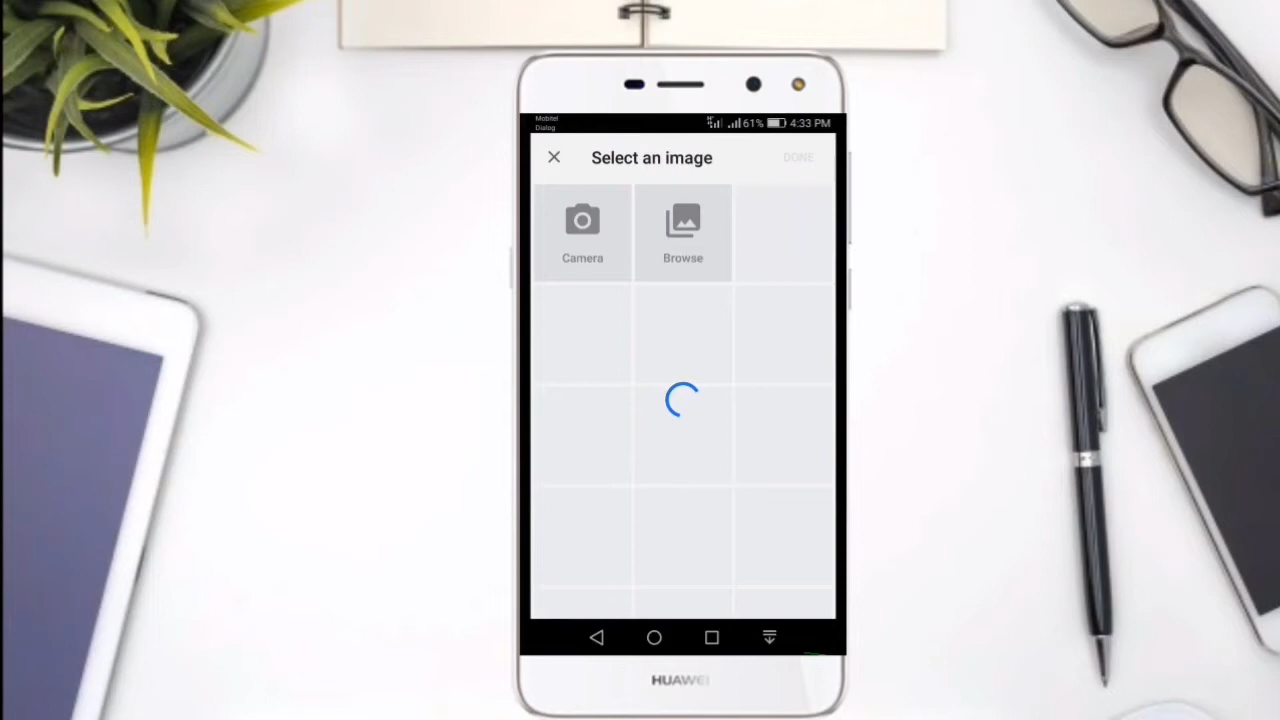 Mobitel
Dialog
61% 4:33 PM
Select an image
DONE
Camera
Browse
HUAWEI